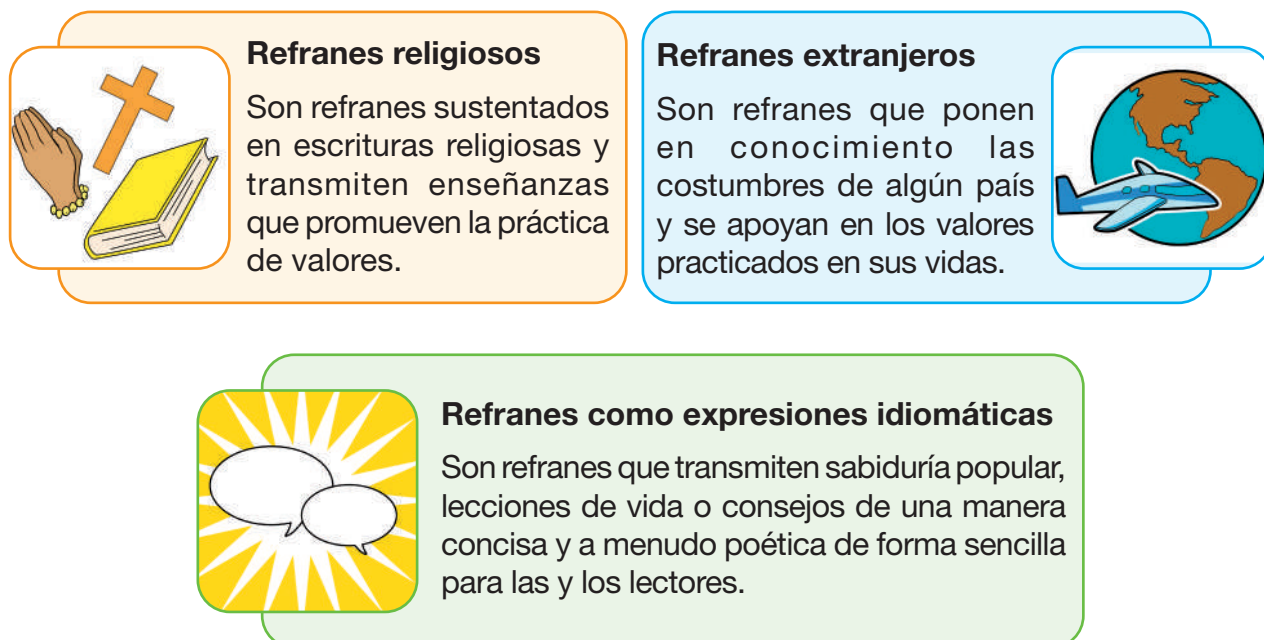 Refranes religiosos
Son refranes sustentados
en escrituras religiosas y
transmiten enseñanzas
que promueven la práctica
de valores.
Refranes extranjeros
Son refranes que ponen
en conocimiento las
costumbres de algún país
y se apoyan en los valores
practicados en sus vidas.
Refranes como expresiones idiomáticas
Son refranes que transmiten sabiduría popular,
lecciones de vida o consejos de una manera
concisa y a menudo poética de forma sencilla
para las y los lectores.